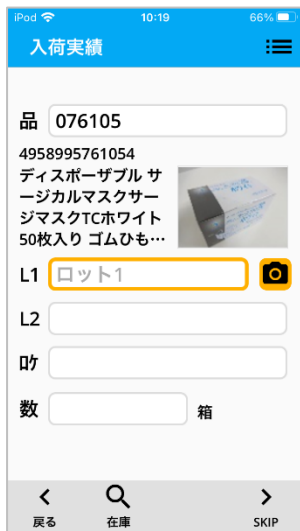 iPod 10:19 66%
入荷実績
品 076105
4958995761054
ディスポーザブル サ
ージカルマスクサー
ジマスクTCホワイト
50枚入り ゴムひも…
L1 ロット1
L2
ﾛｹ
数 箱
戻る 在庫 SKIP